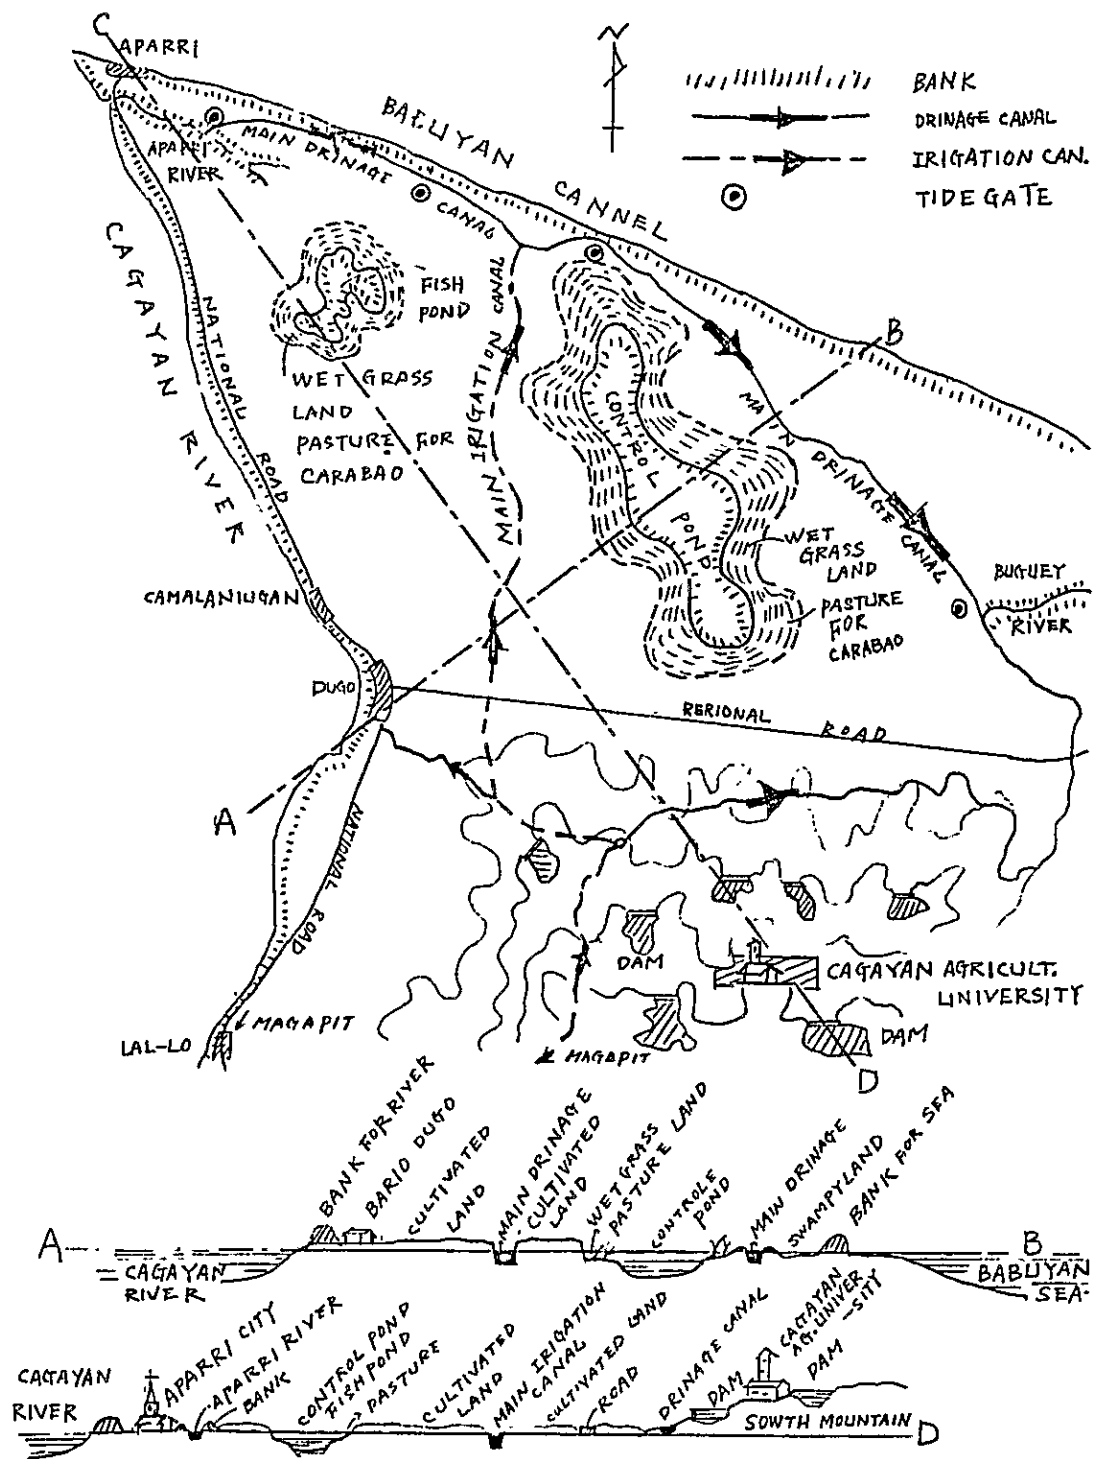 C
APARRI
N
BANK
DRINAGE CANAL
IRIGATION CAN.
TIDE GATE
BABUYAN CANNEL
MAIN DRINAGE CANAL
APARRI
RIVER
CAGAYAN RIVER
NATIONAL ROAD
FISH
POND
WET GRASS
LAND
PASTURE FOR
CARABAO
MAIN IRIGATION CANAL
B
CONTROL POND
MAIN DRINAGE CANAL
WET
GRASS
LAND
PASTURE
FOR
CARABAO
BUGUEY
RIVER
CAMALANIUGAN
DUGO
RERIONAL ROAD
A
NATIONAL ROAD
DAM
CAGAYAN AGRICULT.
UNIVERSITY
MAGAPIT
LAL-LO
MAGAPIT
DAM
D
BANK FOR RIVER
BARIO DUGO
CULTIVATED
LAND
MAIN DRINAGE
CULTIVATED
LAND
WET GRASS
PASTURE LAND
CONTROLE
POND
MAIN DRINAGE
SWAMPYLAND
BANK FOR SEA
A
B
CAGAYAN
RIVER
BABUYAN
SEA
CAGAYAN
RIVER
APARRI CITY
APARRI RIVER
BANK
CONTROL POND
FISH POND
PASTURE
CULTIVATED
LAND
MAIN IRIGATION
CANAL
CULTIVATED LAND
ROAD
DRINAGE CANAL
DAM
CAGAYAN
AG. UNIVER
-SITY
DAM
SOWTH MOUNTAIN
D